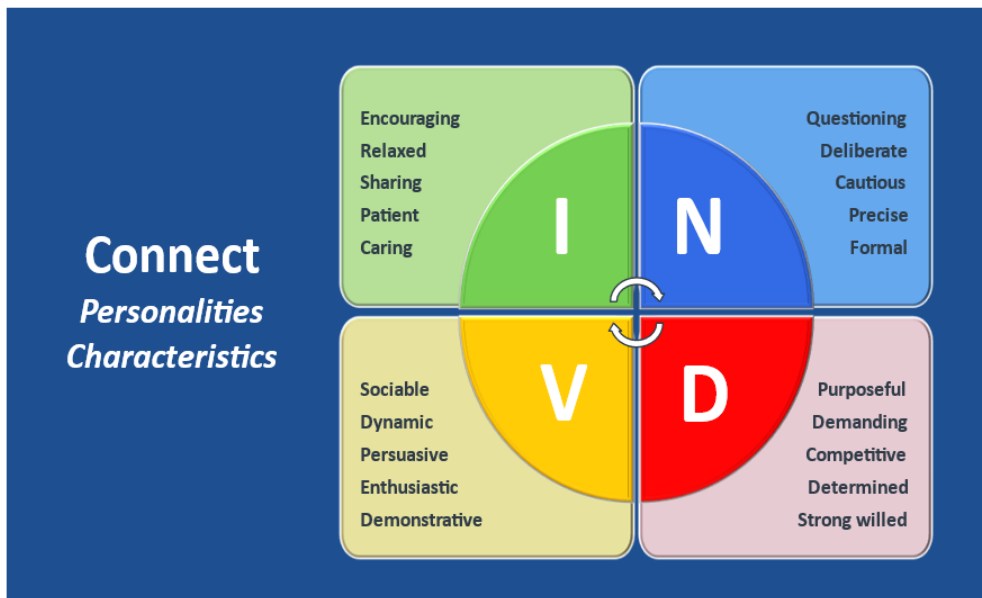 Connect
Personalities
Characteristics
Encouraging
Relaxed
Sharing
Patient
Caring
I
N
Questioning
Deliberate
Cautious
Precise
Formal
Sociable
Dynamic
Persuasive
Enthusiastic
Demonstrative
V
D
Purposeful
Demanding
Competitive
Determined
Strong willed